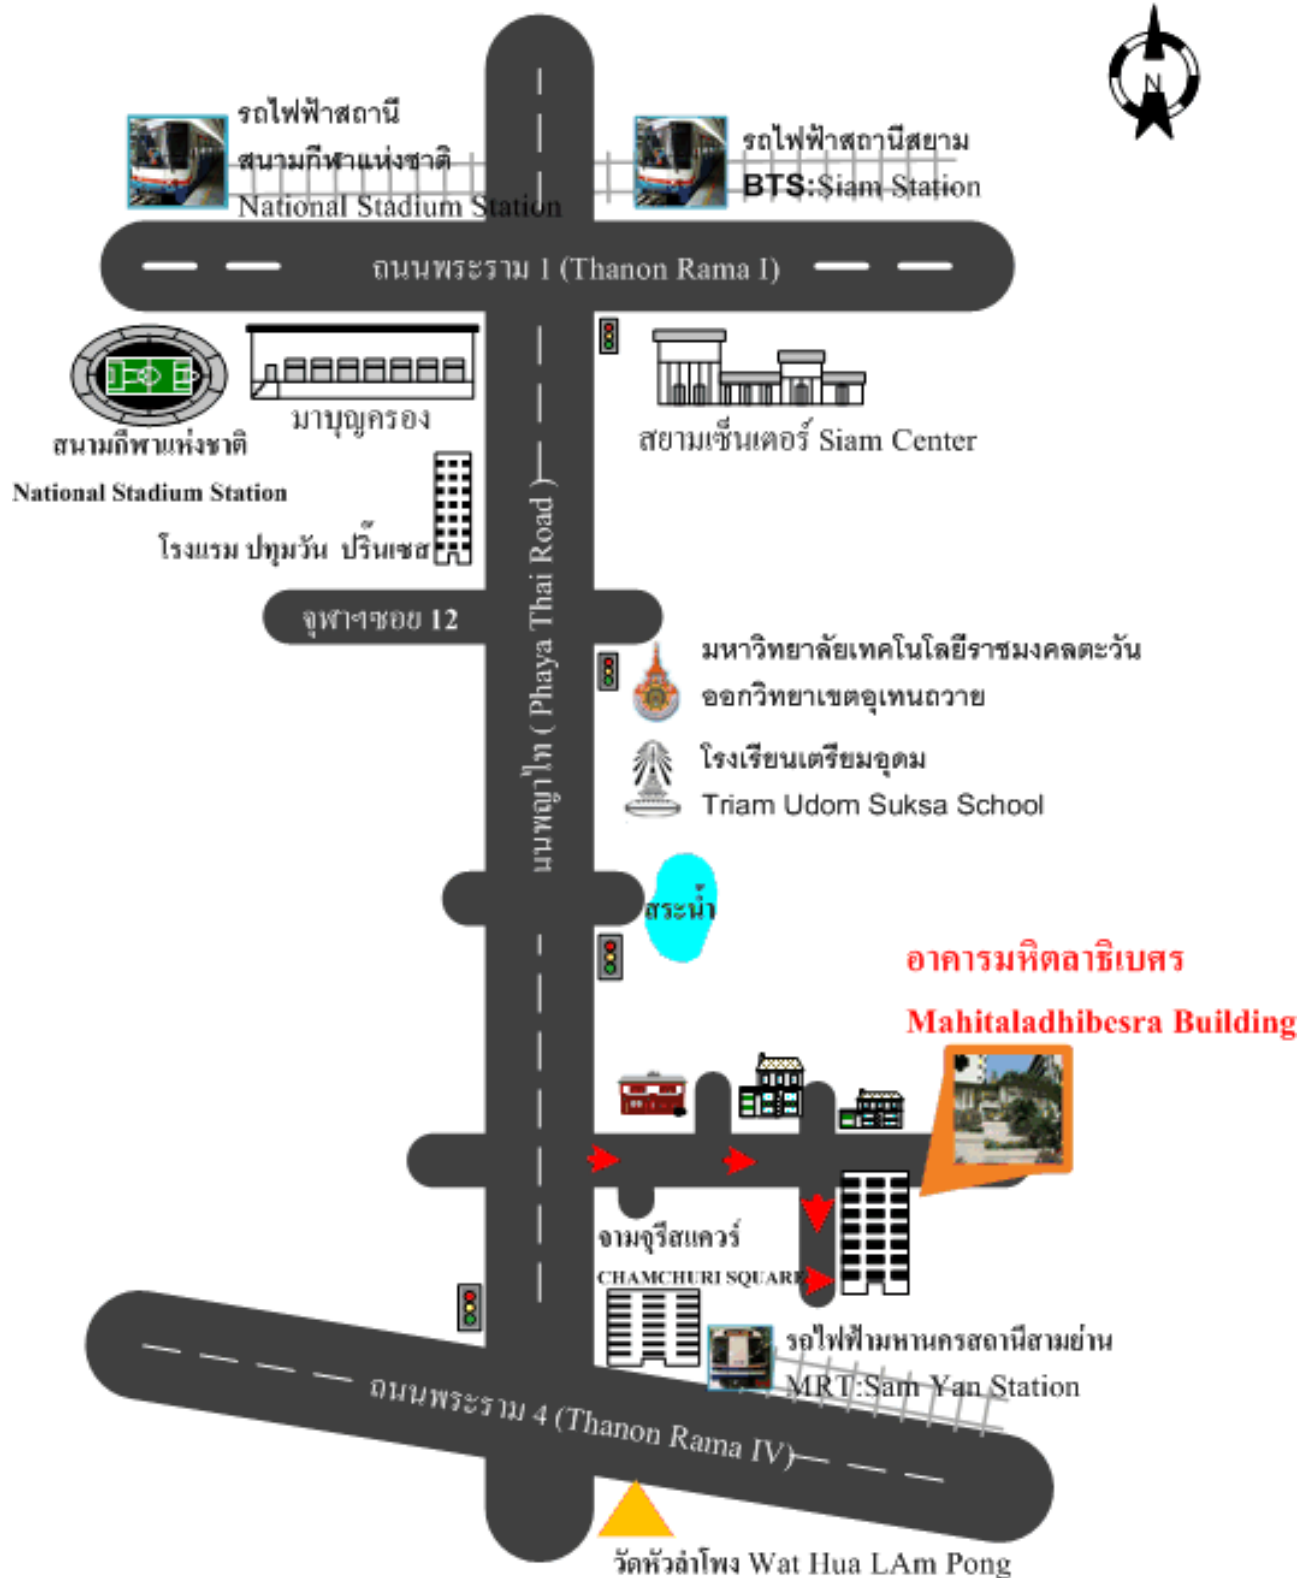 N
รถไฟฟ้าสถานี
สนามกีฬาแห่งชาติ
National Stadium Station
รถไฟฟ้าสถานีสยาม
BTS:Siam Station
ถนนพระราม 1 (Thanon Rama I)
มาบุญครอง
สนามกีฬาแห่งชาติ
National Stadium Station
สยามเซ็นเตอร์ Siam Center
โรงแรม ปทุมวัน ปริ๊นเซส
จุฬาฯซอย 12
นนพญาไท ( Phaya Thai Road )
มหาวิทยาลัยเทคโนโลยีราชมงคลตะวัน
ออกวิทยาเขตอุเทนถวาย
โรงเรียนเตรียมอุดม
Triam Udom Suksa School
สระน้ำ
อาคารมหิตลาธิเบศร
Mahitaladhibesra Building
จามจุรีสแควร์
CHAMCHURI SQUARE
รถไฟฟ้ามหานครสถานีสามย่าน
MRT:Sam Yan Station
ถนนพระราม 4 (Thanon Rama IV)
วัดหัวลำโพง Wat Hua LAm Pong